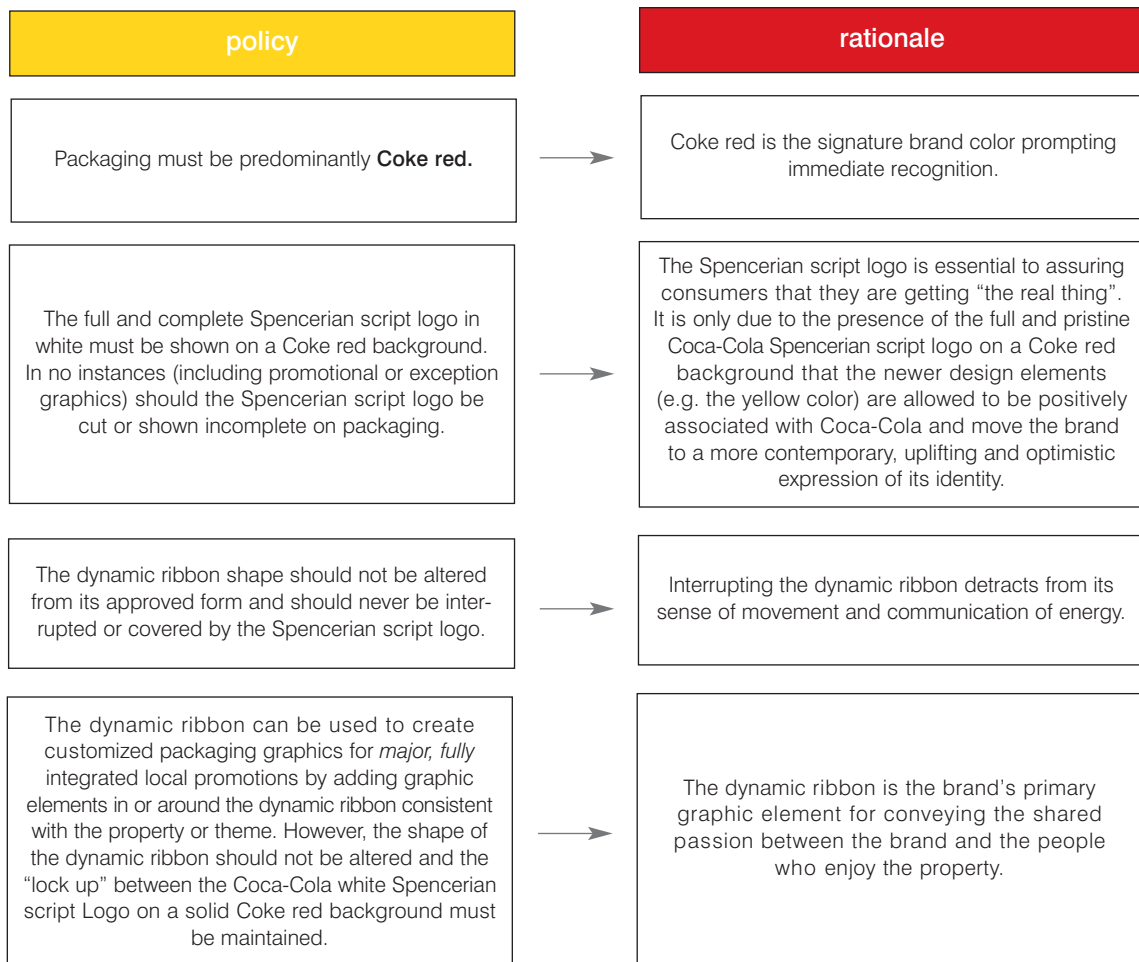 policy
rationale
Packaging must be predominantly Coke red.
Coke red is the signature brand color prompting
immediate recognition.
The full and complete Spencerian script logo in
white must be shown on a Coke red background.
In no instances (including promotional or exception
graphics) should the Spencerian script logo be
cut or shown incomplete on packaging.
The Spencerian script logo is essential to assuring
consumers that they are getting “the real thing”.
It is only due to the presence of the full and pristine
Coca-Cola Spencerian script logo on a Coke red
background that the newer design elements
(e.g. the yellow color) are allowed to be positively
associated with Coca-Cola and move the brand
to a more contemporary, uplifting and optimistic
expression of its identity.
The dynamic ribbon shape should not be altered
from its approved form and should never be inter-
rupted or covered by the Spencerian script logo.
Interrupting the dynamic ribbon detracts from its
sense of movement and communication of energy.
The dynamic ribbon can be used to create
customized packaging graphics for major, fully
integrated local promotions by adding graphic
elements in or around the dynamic ribbon consistent
with the property or theme. However, the shape of
the dynamic ribbon should not be altered and the
“lock up” between the Coca-Cola white Spencerian
script Logo on a solid Coke red background must
be maintained.
The dynamic ribbon is the brand’s primary
graphic element for conveying the shared
passion between the brand and the people
who enjoy the property.